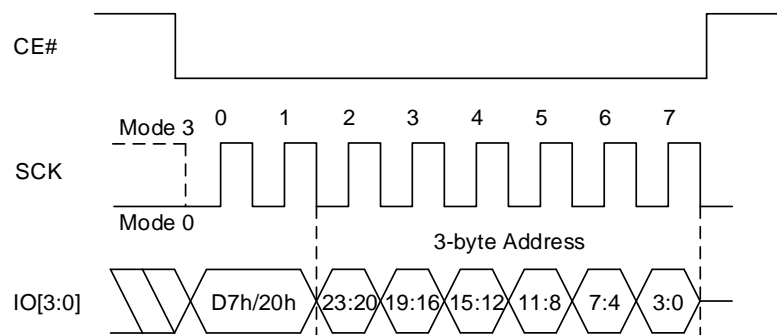 CE#
Mode 3 0 1 2 3 4 5 6 7
SCK
Mode 0
3-byte Address
IO[3:0] D7h/20h 23:20 19:16 15:12 11:8 7:4 3:0